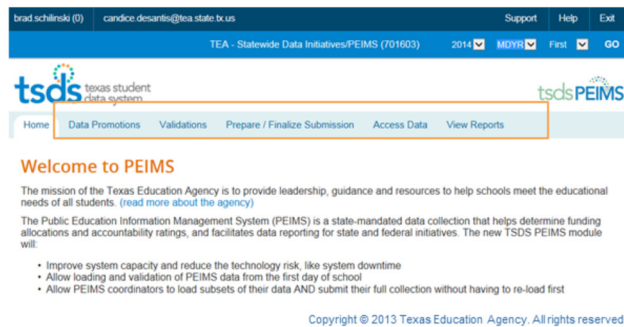 brad.schilinski (0) candice.desantis@tea.state.tx.us Support Help Exit
TEA - Statewide Data Initiatives/PEIMS (701603) 2014 MDYR First GO
tsds texas student data system tsdsPEIMS
Home Data Promotions Validations Prepare / Finalize Submission Access Data View Reports
Welcome to PEIMS
The mission of the Texas Education Agency is to provide leadership, guidance and resources to help schools meet the educational
needs of all students. (read more about the agency)
The Public Education Information Management System (PEIMS) is a state-mandated data collection that helps determine funding
allocations and accountability ratings, and facilitates data reporting for state and federal initiatives. The new TSDS PEIMS module
will:
• Improve system capacity and reduce the technology risk, like system downtime
• Allow loading and validation of PEIMS data from the first day of school
• Allow PEIMS coordinators to load subsets of their data AND submit their full collection without having to re-load first
Copyright © 2013 Texas Education Agency. All rights reserved